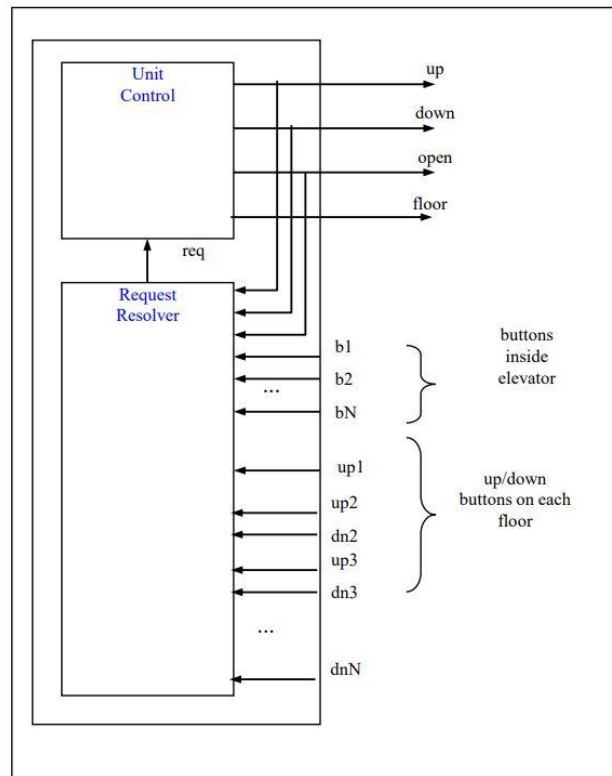 Unit
Control
up
down
open
floor
req
Request
Resolver
b1
b2
...
bN
buttons
inside
elevator
up1
up2
dn2
up3
dn3
...
dnN
up/down
buttons on each
floor